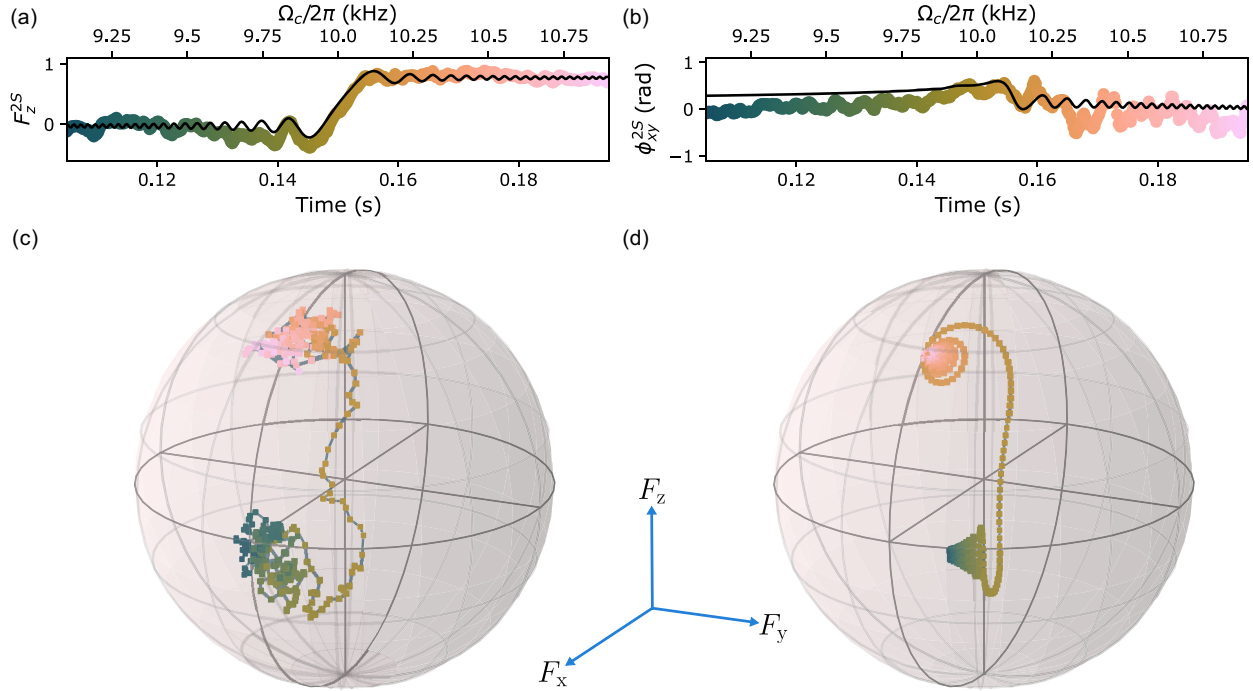 (a)
Ω_c/2π (kHz)
9.25 9.5 9.75 10.0 10.25 10.5 10.75
F_z^{2S}
1
0
0.12 0.14 0.16 0.18
Time (s)
(b)
Ω_c/2π (kHz)
9.25 9.5 9.75 10.0 10.25 10.5 10.75
ϕ_{xy}^{2S} (rad)
1
0
−1
0.12 0.14 0.16 0.18
Time (s)
(c)
(d)
F_z
F_y
F_x